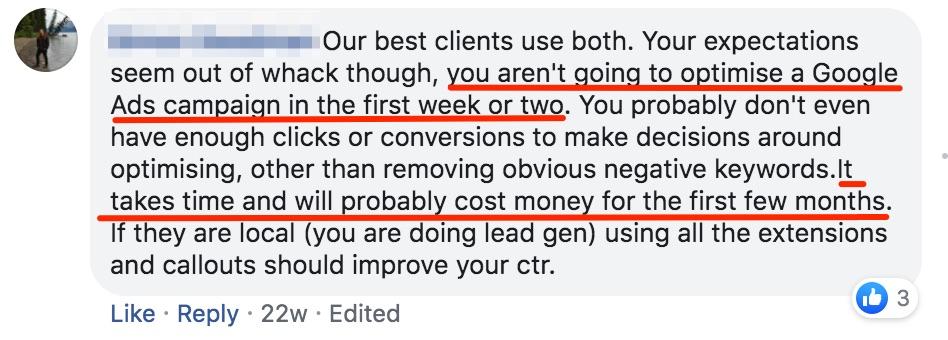 Our best clients use both. Your expectations
seem out of whack though, you aren't going to optimise a Google
Ads campaign in the first week or two. You probably don't even
have enough clicks or conversions to make decisions around
optimising, other than removing obvious negative keywords.It
takes time and will probably cost money for the first few months.
If they are local (you are doing lead gen) using all the extensions
and callouts should improve your ctr.
3
Like · Reply · 22w · Edited